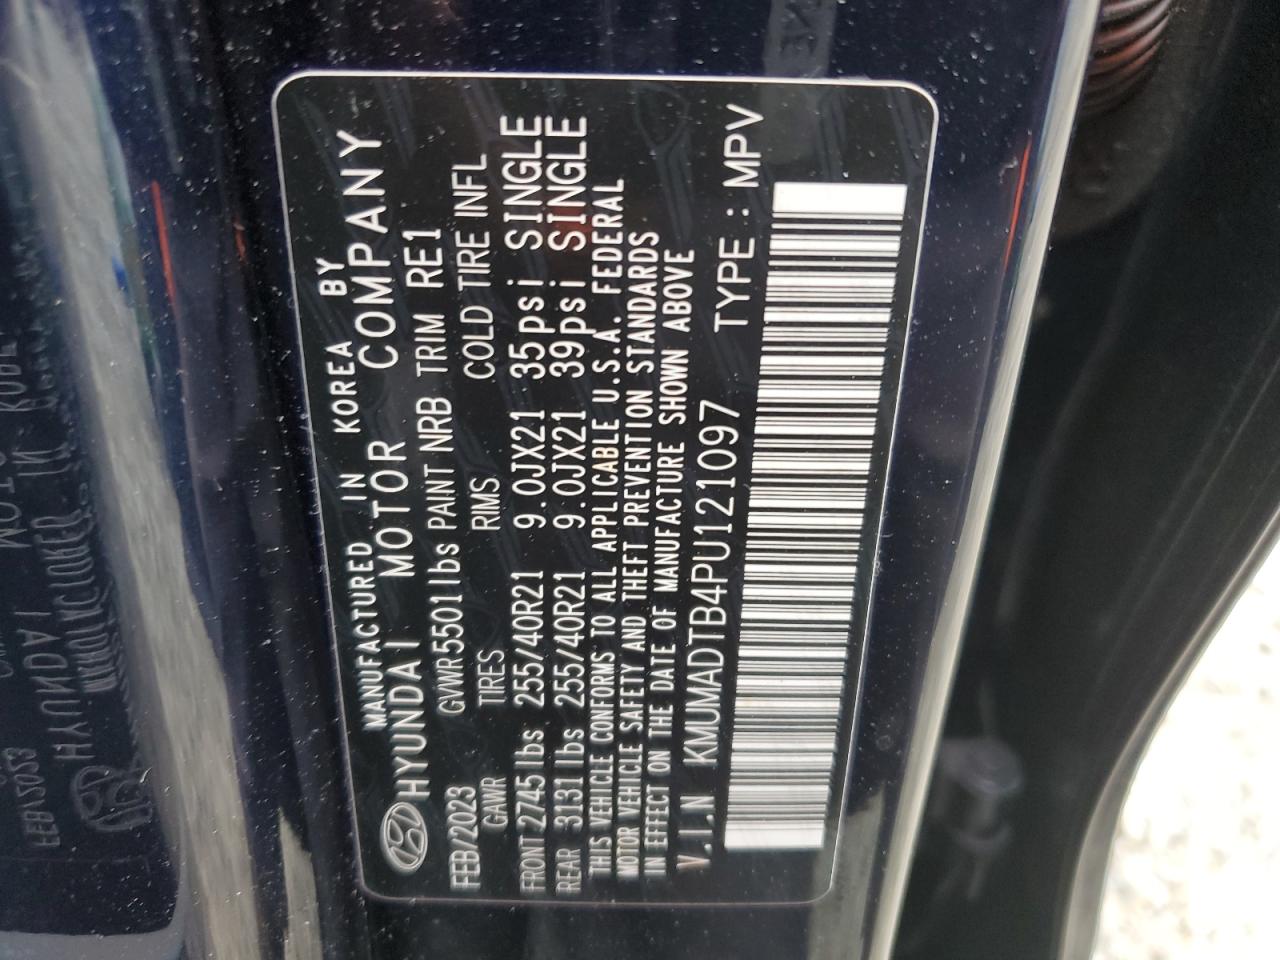 MANUFACTURED IN KOREA BY
HYUNDAI MOTOR COMPANY
FEB/2023 GVWR 5501lbs PAINT NRB TRIM RE1
GAWR TIRES RIMS COLD TIRE INFL
FRONT 2745lbs 255/40R21 9.0JX21 35psi SINGLE
REAR 3131lbs 255/40R21 9.0JX21 39psi SINGLE
THIS VEHICLE CONFORMS TO ALL APPLICABLE U.S.A. FEDERAL
MOTOR VEHICLE SAFETY AND THEFT PREVENTION STANDARDS
IN EFFECT ON THE DATE OF MANUFACTURE SHOWN ABOVE
V.I.N KMUMADTB4PU121097 TYPE : MPV